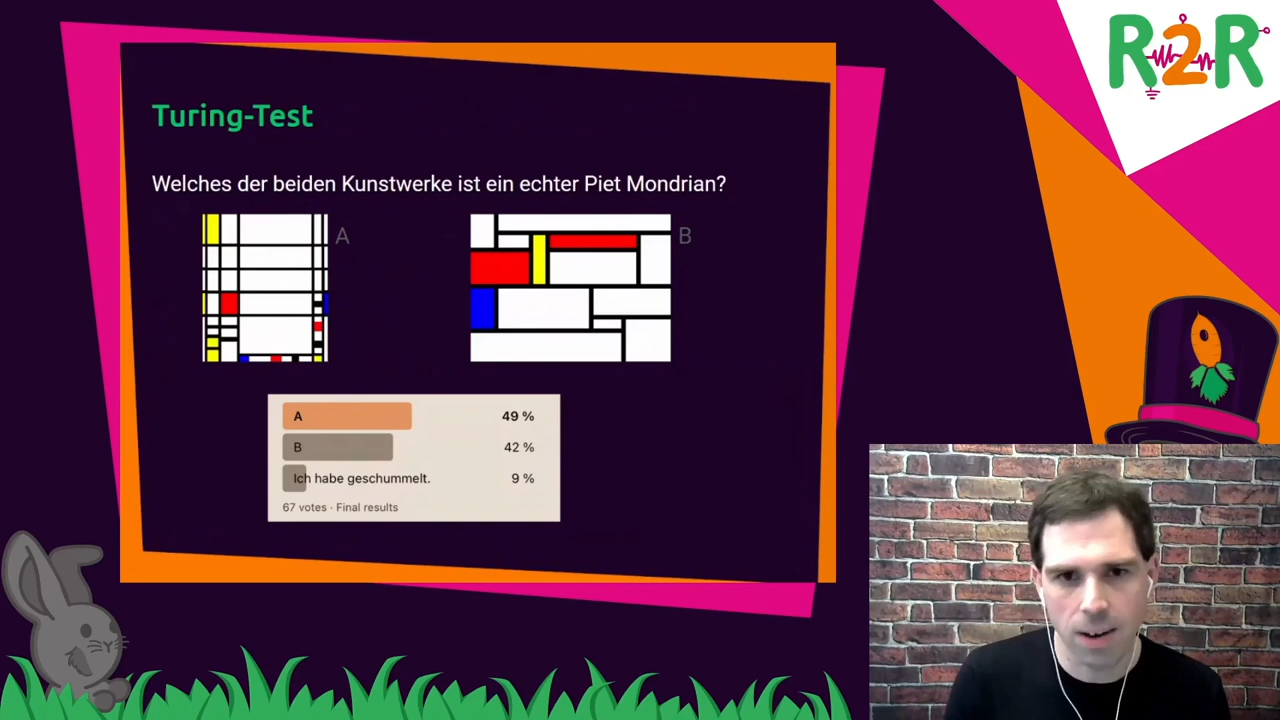 R2R
Turing-Test
Welches der beiden Kunstwerke ist ein echter Piet Mondrian?
A
B
A 49 %
B 42 %
Ich habe geschummelt. 9 %
67 votes · Final results